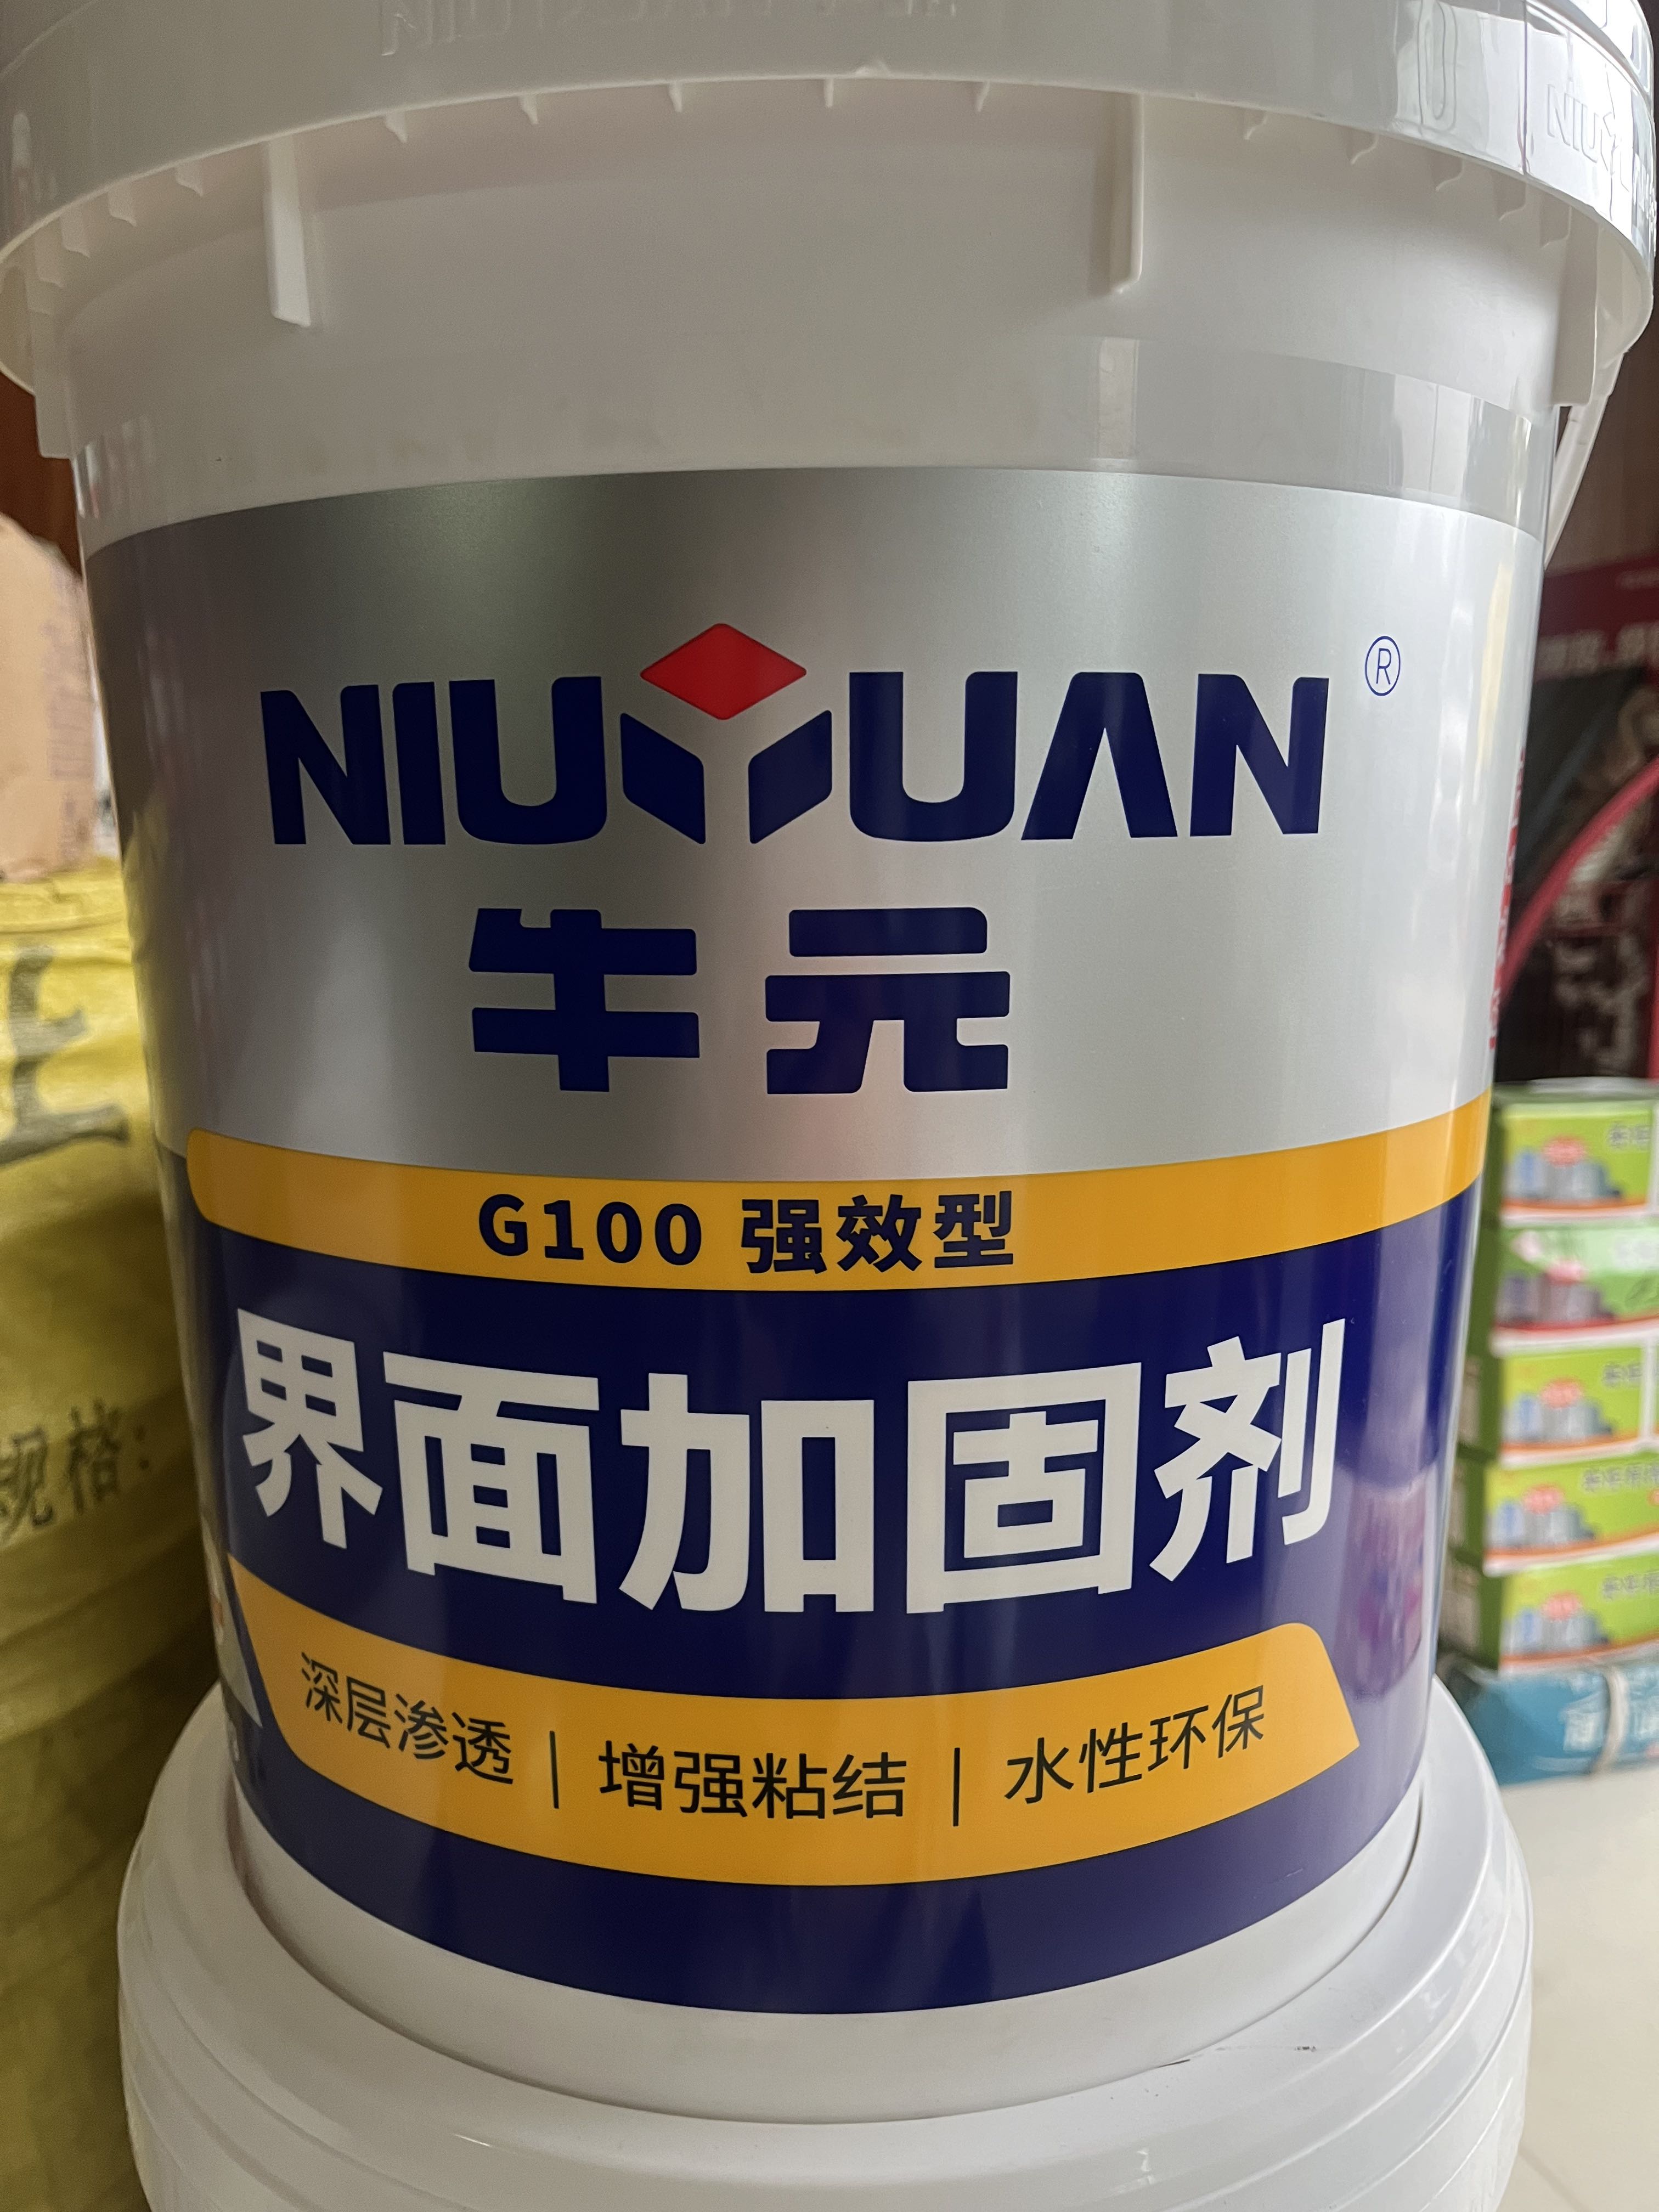 NIUYUAN ®
牛元
G100 强效型
界面加固剂
深层渗透 | 增强粘结 | 水性环保
规格: